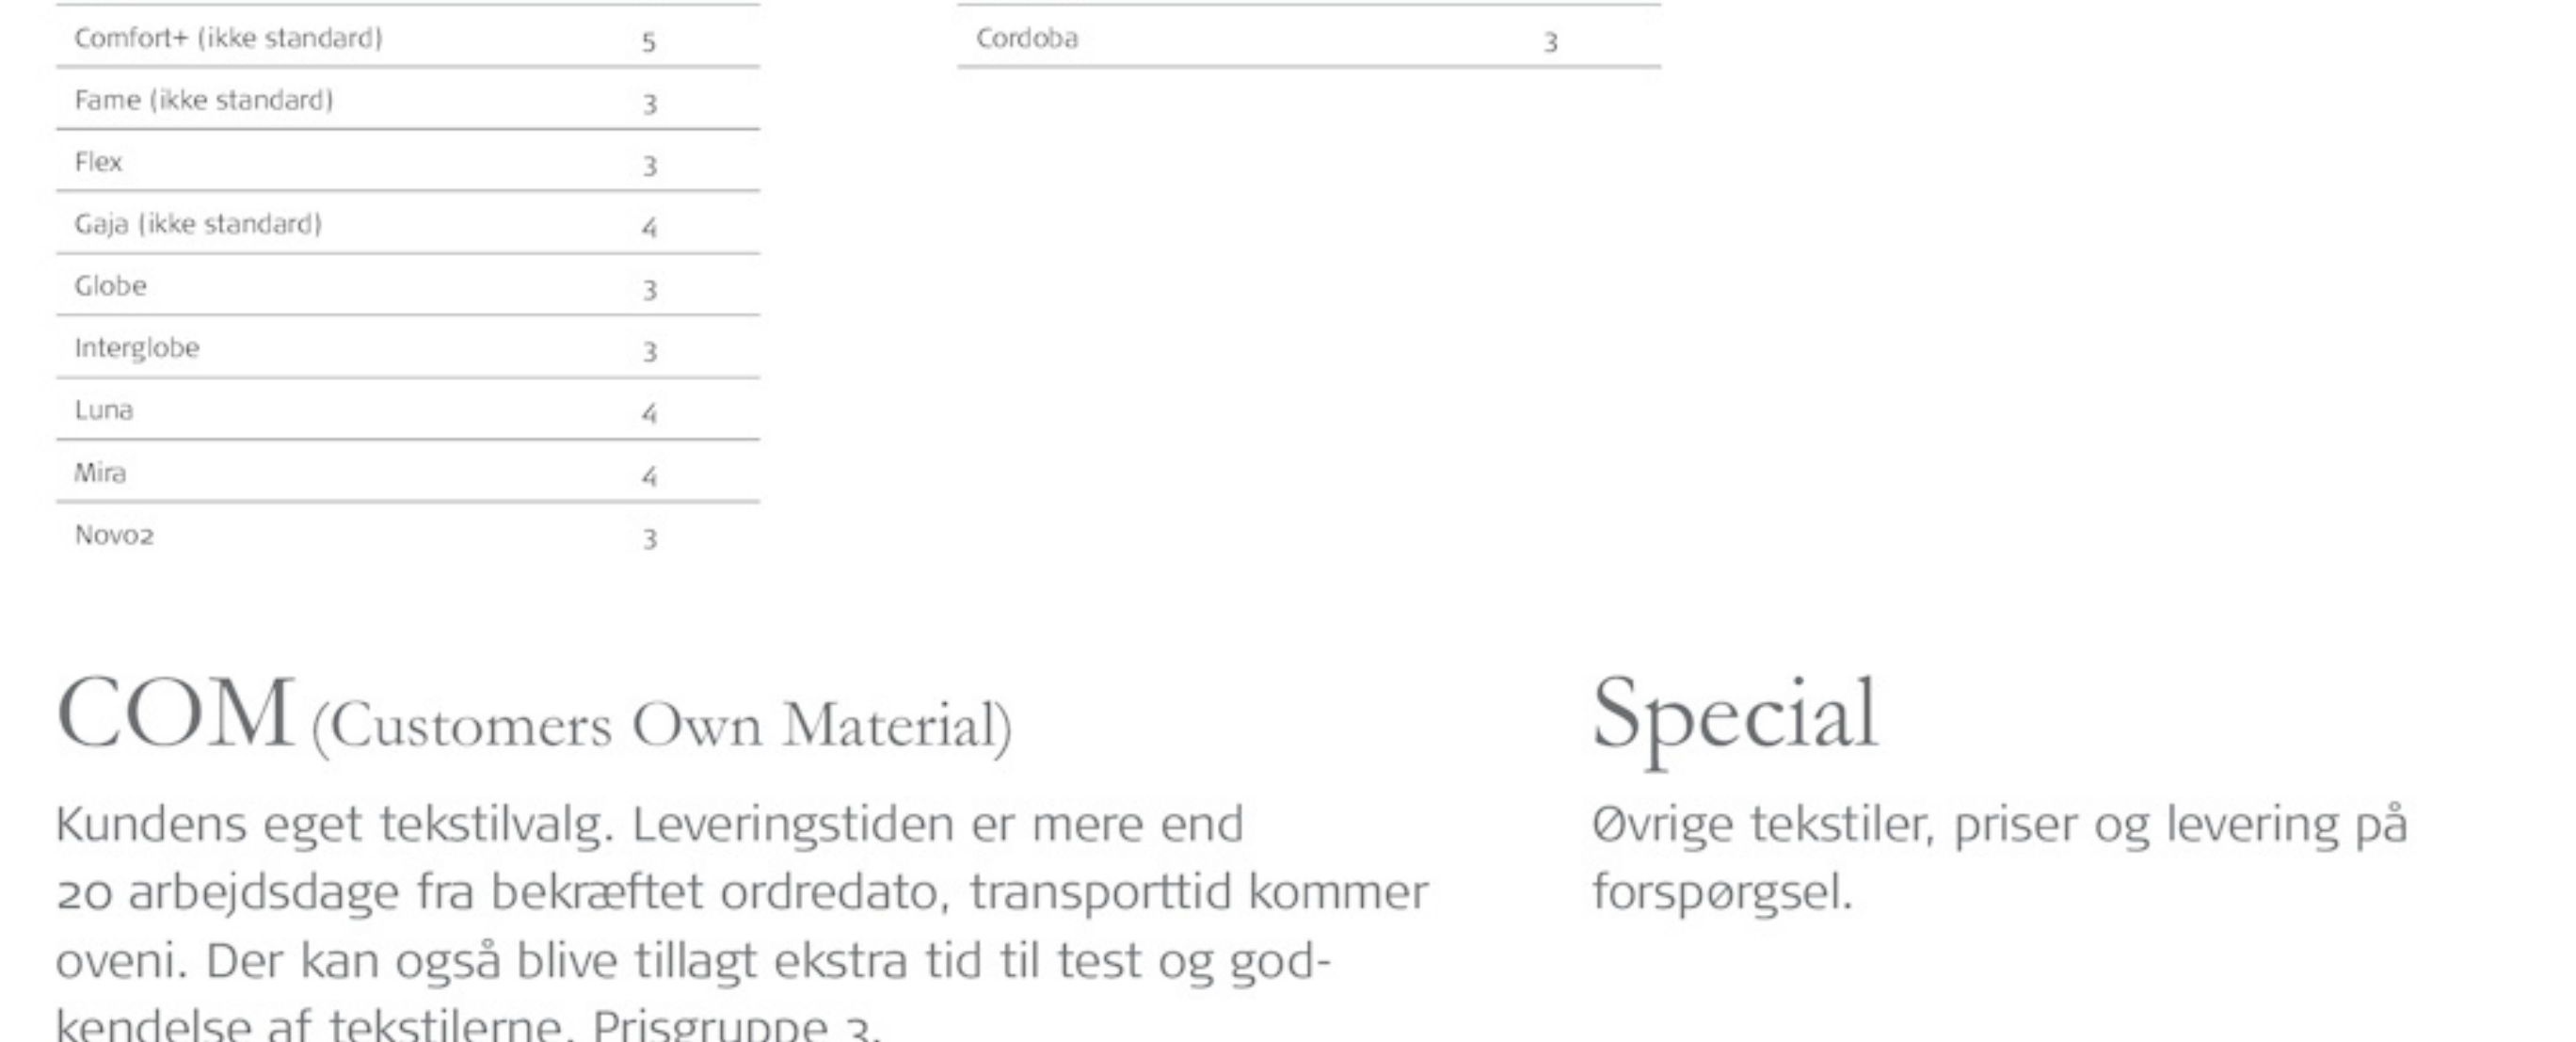 Comfort+ (ikke standard) 5
Fame (ikke standard) 3
Flex 3
Gaja (ikke standard) 4
Globe 3
Interglobe 3
Luna 4
Mira 4
Novo2 3
Cordoba 3
COM (Customers Own Material)
Kundens eget tekstilvalg. Leveringstiden er mere end
20 arbejdsdage fra bekræftet ordredato, transporttid kommer
oveni. Der kan også blive tillagt ekstra tid til test og god-
kendelse af tekstilerne. Prisgruppe 3.
Special
Øvrige tekstiler, priser og levering på
forspørgsel.